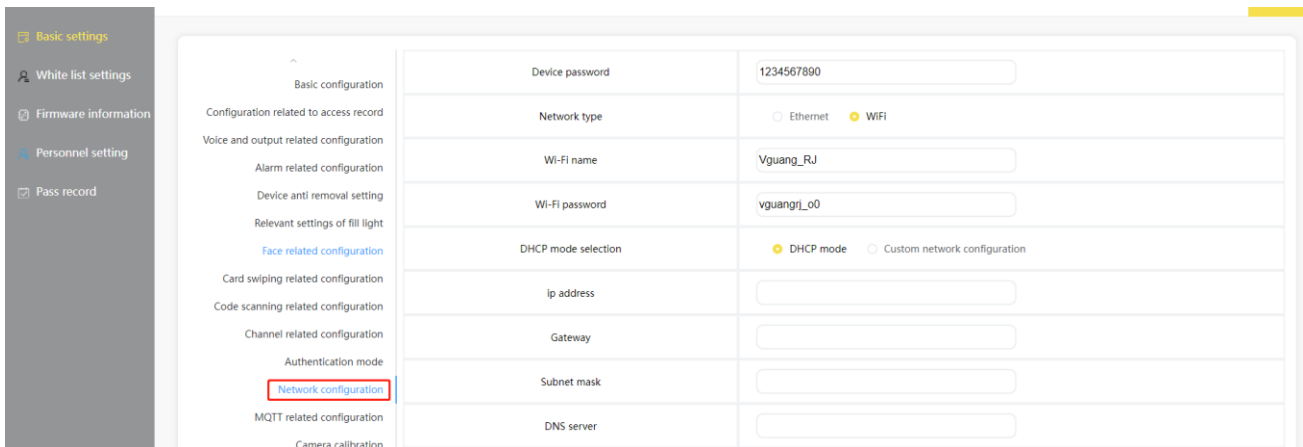 Basic settings
White list settings
Firmware information
Personnel setting
Pass record
Basic configuration
Configuration related to access record
Voice and output related configuration
Alarm related configuration
Device anti removal setting
Relevant settings of fill light
Face related configuration
Card swiping related configuration
Code scanning related configuration
Channel related configuration
Authentication mode
Network configuration
MQTT related configuration
Camera calibration
Device password 1234567890
Network type Ethernet WiFi
Wi-Fi name Vguang_RJ
Wi-Fi password vguangrj_o0
DHCP mode selection DHCP mode Custom network configuration
ip address
Gateway
Subnet mask
DNS server